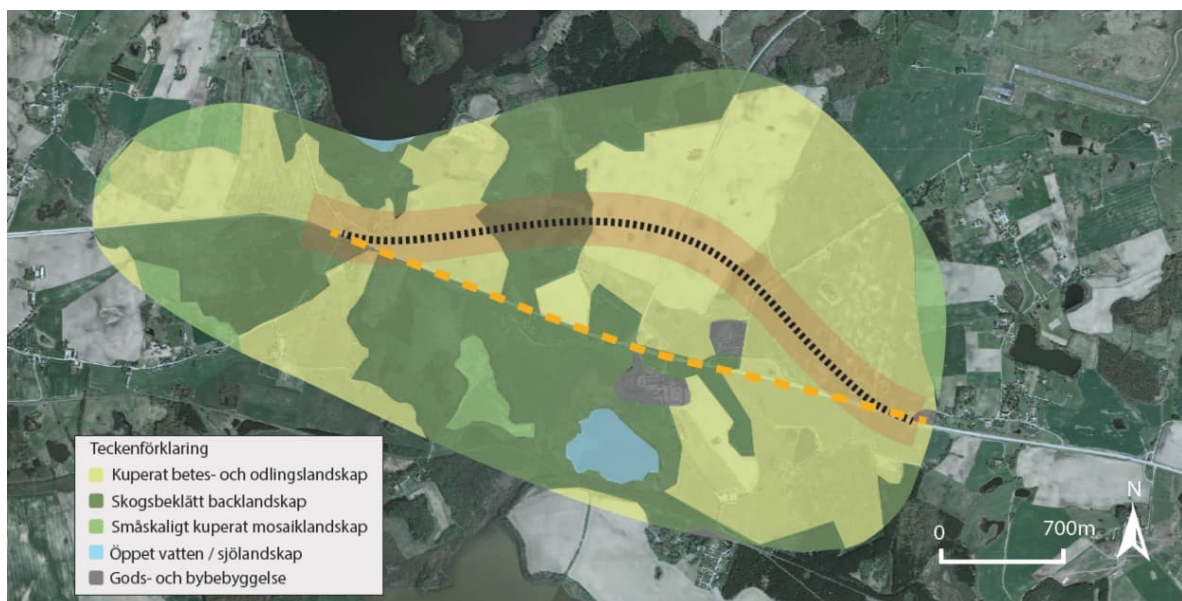 Teckenförklaring
Kuperat betes- och odlingslandskap
Skogsbeklätt backlandskap
Småskaligt kuperat mosaiklandskap
Öppet vatten / sjölandskap
Gods- och bybebyggelse
0 700m
N